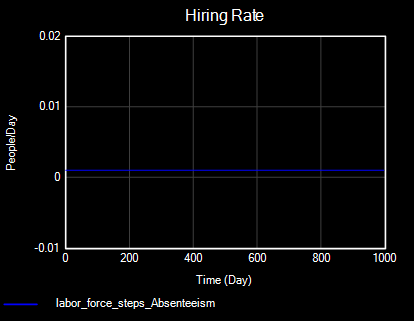 Hiring Rate
0.02
0.01
People/Day
0
-0.01
0 200 400 600 800 1000
Time (Day)
labor_force_steps_Absenteeism